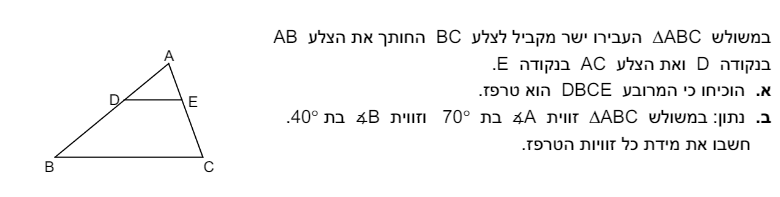 במשולש ΔABC העבירו ישר מקביל לצלע BC החותך את הצלע AB
בנקודה D ואת הצלע AC בנקודה E.
א. הוכיחו כי המרובע DBCE הוא טרפז.
ב. נתון: במשולש ΔABC זווית ∡A בת 70° וזווית ∡B בת 40°.
חשבו את מידת כל זוויות הטרפז.
A
D
E
B
C